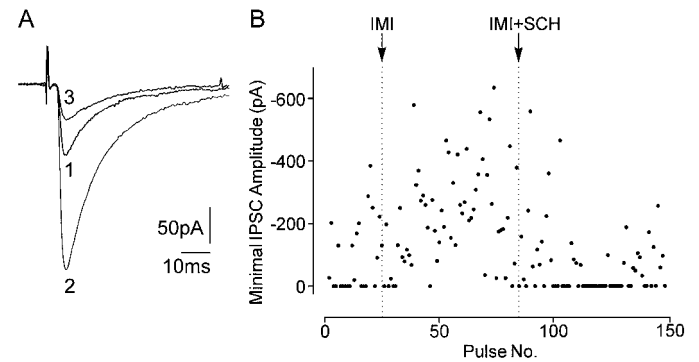 A
3
1
2
50pA
10ms
B
IMI
IMI+SCH
Minimal IPSC Amplitude (pA)
-600
-400
-200
0
0
50
100
150
Pulse No.